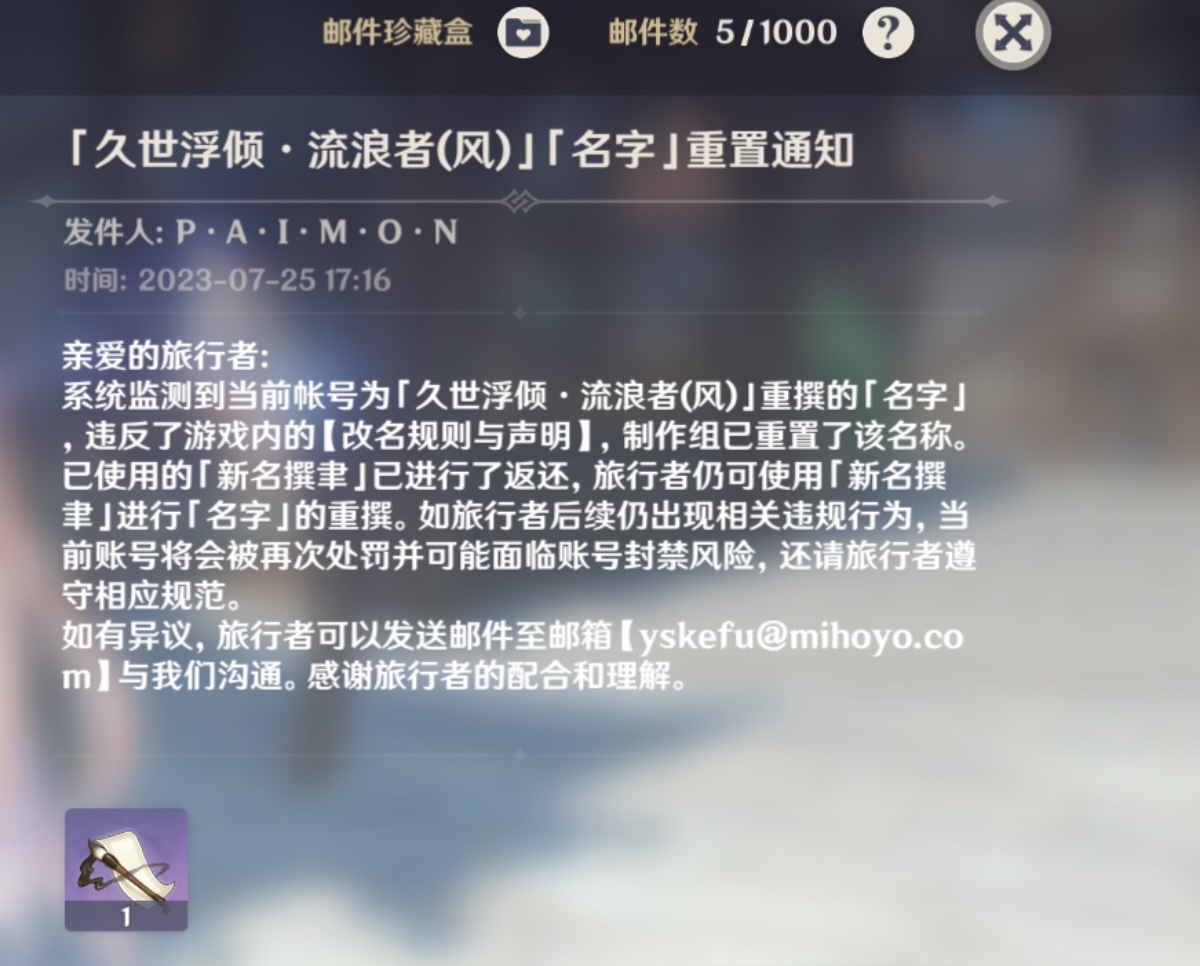 邮件珍藏盒 邮件数 5/1000 ?
「久世浮倾·流浪者(风)」「名字」重置通知
发件人: P·A·I·M·O·N
时间: 2023-07-25 17:16
亲爱的旅行者:
系统监测到当前帐号为「久世浮倾·流浪者(风)」重撰的「名字」
，违反了游戏内的【改名规则与声明】，制作组已重置了该名称。
已使用的「新名撰聿」已进行了返还，旅行者仍可使用「新名撰
聿」进行「名字」的重撰。如旅行者后续仍出现相关违规行为，当
前账号将会被再次处罚并可能面临账号封禁风险，还请旅行者遵
守相应规范。
如有异议，旅行者可以发送邮件至邮箱【yskefu@mihoyo.co
m】与我们沟通。感谢旅行者的配合和理解。
1